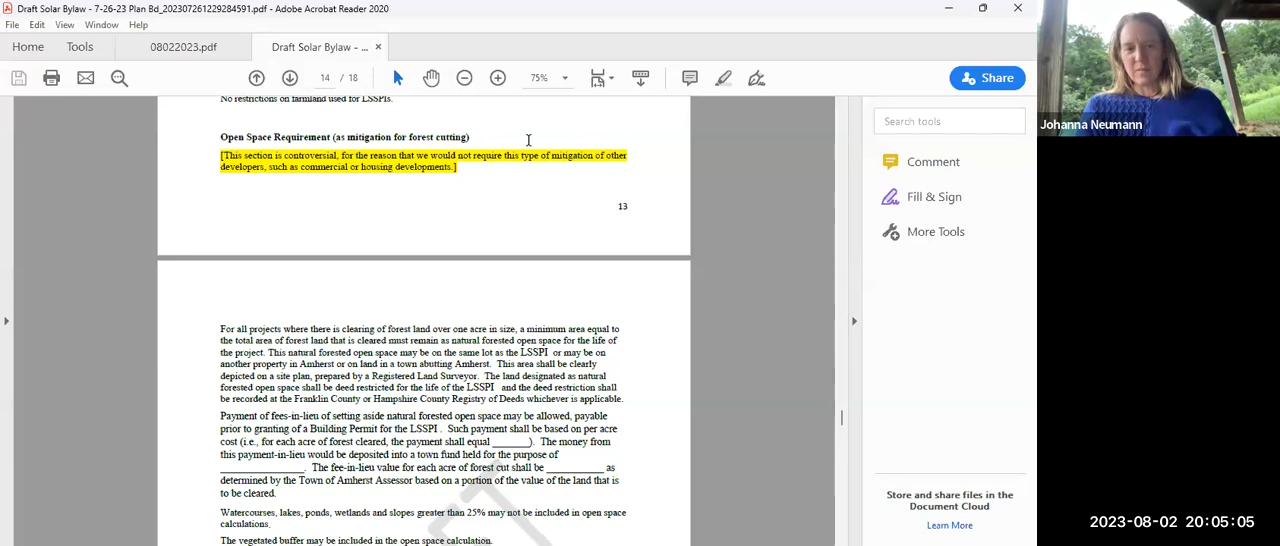 Draft Solar Bylaw - 7-26-23 Plan Bd_202307261229284591.pdf - Adobe Acrobat Reader 2020
File Edit View Window Help
Home Tools 08022023.pdf Draft Solar Bylaw - ... ×
14 / 18 75% Share
No restrictions on farmland used for LSSPIs.
Open Space Requirement (as mitigation for forest cutting)
[This section is controversial, for the reason that we would not require this type of mitigation of other
developers, such as commercial or housing developments.]
13
For all projects where there is clearing of forest land over one acre in size, a minimum area equal to
the total area of forest land that is cleared must remain as natural forested open space for the life of
the project. This natural forested open space may be on the same lot as the LSSPI or may be on
another property in Amherst or on land in a town abutting Amherst. This area shall be clearly
depicted on a site plan, prepared by a Registered Land Surveyor. The land designated as natural
forested open space shall be deed restricted for the life of the LSSPI and the deed restriction shall
be recorded at the Franklin County or Hampshire County Registry of Deeds whichever is applicable.
Payment of fees-in-lieu of setting aside natural forested open space may be allowed, payable
prior to granting of a Building Permit for the LSSPI . Such payment shall be based on per acre
cost (i.e., for each acre of forest cleared, the payment shall equal _______). The money from
this payment-in-lieu would be deposited into a town fund held for the purpose of
________________. The fee-in-lieu value for each acre of forest cut shall be ___________ as
determined by the Town of Amherst Assessor based on a portion of the value of the land that is
to be cleared.
Watercourses, lakes, ponds, wetlands and slopes greater than 25% may not be included in open space
calculations.
The vegetated buffer may be included in the open space calculation.
Search tools
Comment
Fill & Sign
More Tools
Store and share files in the
Document Cloud
Learn More
Johanna Neumann
2023-08-02 20:05:05